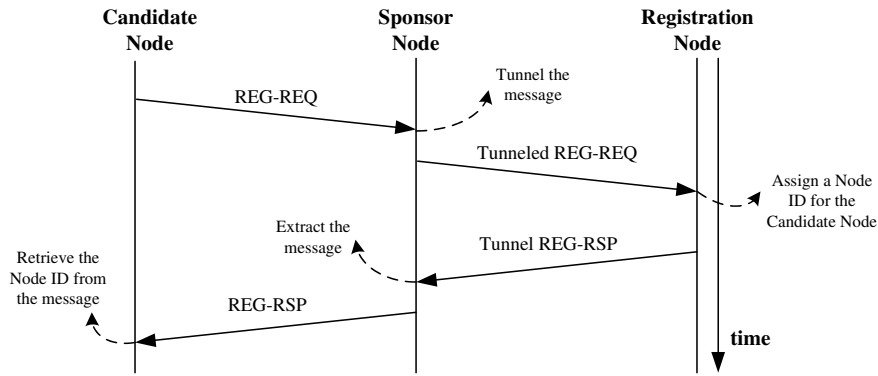 Candidate
Node
Sponsor
Node
Registration
Node
REG-REQ
Tunnel the
message
Tunneled REG-REQ
Assign a Node
ID for the
Candidate Node
Extract the
message
Tunnel REG-RSP
Retrieve the
Node ID from
the message
REG-RSP
time